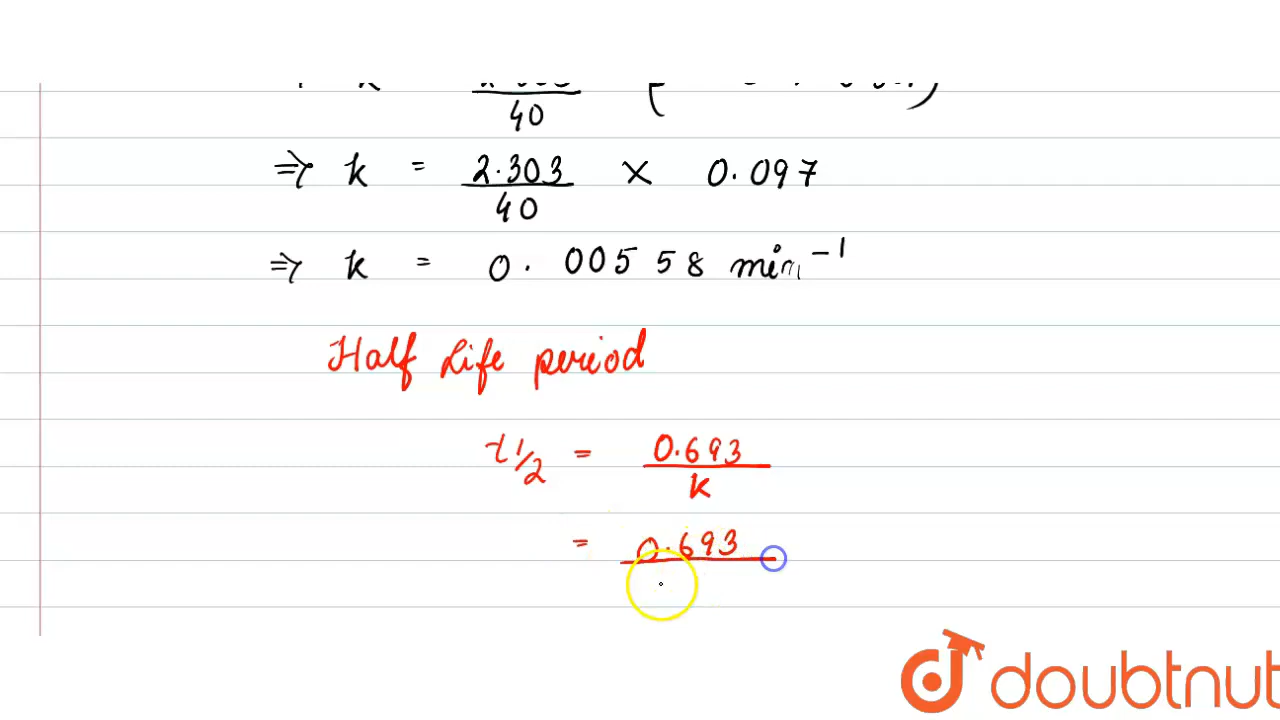 40
⇒ k = 2.303/40 × 0.097
⇒ k = 0.00558 min⁻¹
Half Life period
t1/2 = 0.693/k
= 0.693
doubtnut